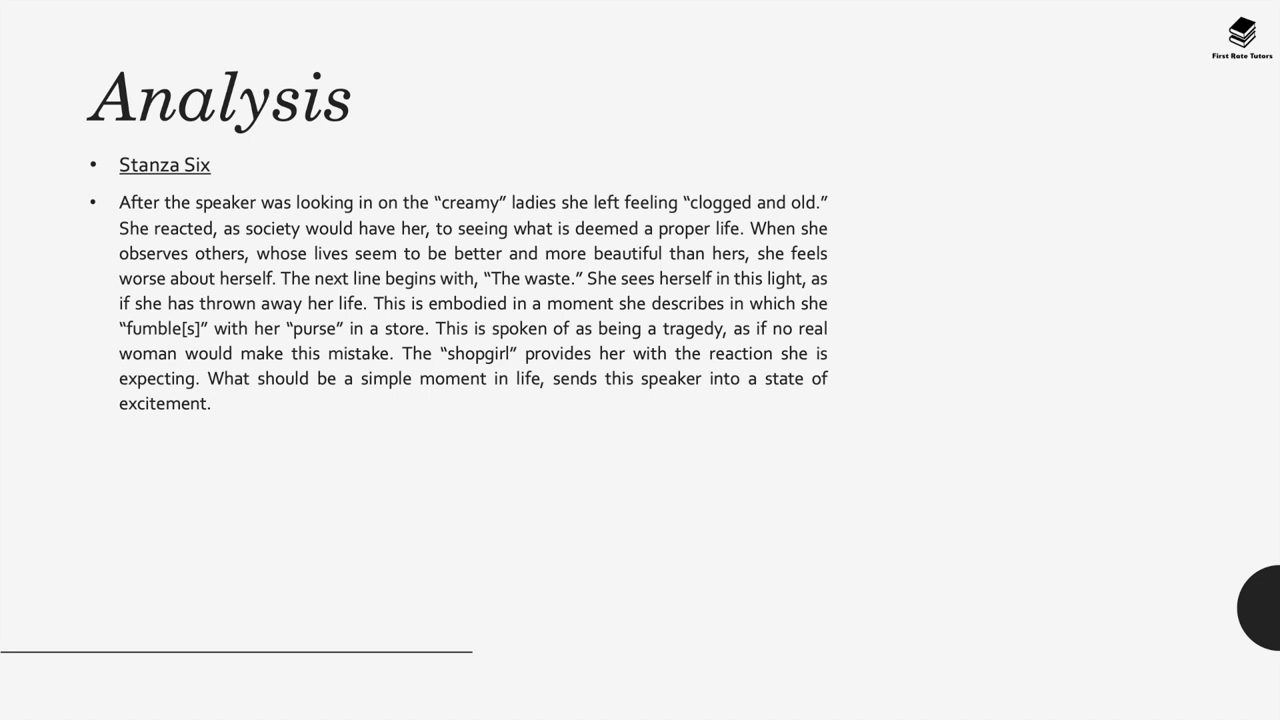 First Rate Tutors
Analysis
• Stanza Six
• After the speaker was looking in on the “creamy” ladies she left feeling “clogged and old.”
She reacted, as society would have her, to seeing what is deemed a proper life. When she
observes others, whose lives seem to be better and more beautiful than hers, she feels
worse about herself. The next line begins with, “The waste.” She sees herself in this light, as
if she has thrown away her life. This is embodied in a moment she describes in which she
“fumble[s]” with her “purse” in a store. This is spoken of as being a tragedy, as if no real
woman would make this mistake. The “shopgirl” provides her with the reaction she is
expecting. What should be a simple moment in life, sends this speaker into a state of
excitement.